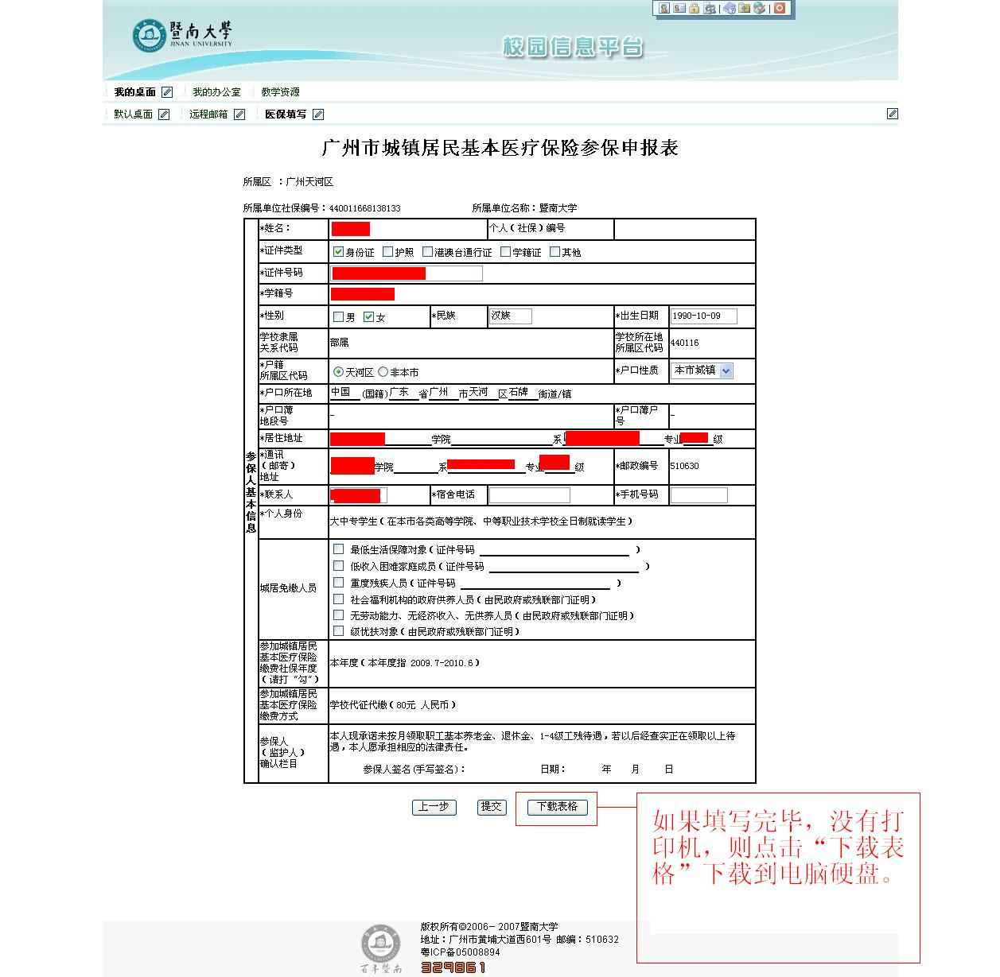 暨南大學
JINAN UNIVERSITY
校园信息平台
我的桌面 我的办公室 教学资源
默认桌面 远程邮箱 医保填写
广州市城镇居民基本医疗保险参保申报表
所属区 ：广州天河区
所属单位社保编号：440011668138133 所属单位名称：暨南大学
参保人基本信息
*姓名： 个人（社保）编号
*证件类型 身份证 护照 港澳台通行证 学籍证 其他
*证件号码
*学籍号
*性别 男 女 *民族 汉族 *出生日期 1990-10-09
学校隶属
关系代码 部属 学校所在地
所属区代码 440116
*户籍
所属区代码 天河区 非本市 *户口性质 本市城镇
*户口所在地 中国 (国籍)广东 省广州 市天河 区石牌 街道/镇
*户口薄
地段号 - *户口薄户
号 -
*居住地址 学院 系 专业 级
*通讯
（邮寄）
地址 学院 系 专业 级 *邮政编号 510630
*联系人 *宿舍电话 *手机号码
*个人身份 大中专学生（在本市各类高等学院、中等职业技术学校全日制就读学生）
城居免缴人员
最低生活保障对象（证件号码 ）
低收入困难家庭成员（证件号码 ）
重度残疾人员（证件号码 ）
社会福利机构的政府供养人员（由民政府或残联部门证明）
无劳动能力、无经济收入、无供养人员（由民政府或残联部门证明）
级优扶对象（由民政府或残联部门证明）
参加城镇居民
基本医疗保险
缴费社保年度
（请打“勾”） 本年度（本年度指 2009.7-2010.6）
参加城镇居民
基本医疗保险
缴费方式 学校代征代缴（80元 人民币）
参保人
（监护人）
确认栏目
本人现承诺未按月领取职工基本养老金、退休金、1-4级工残待遇，若以后经查实正在领取以上待
遇，本人愿承担相应的法律责任。
参保人签名(手写签名)： 日期： 年 月 日
上一步 提交 下载表格
如果填写完毕，没有打
印机，则点击“下载表
格”下载到电脑硬盘。
版权所有©2006－2007暨南大学
地址：广州市黄埔大道西601号 邮编：510632
粤ICP备05008894
329861
百年暨南